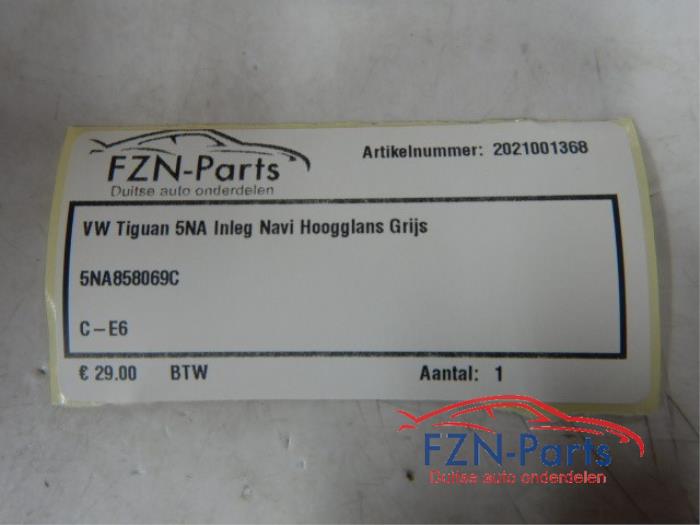 FZN-Parts
Duitse auto onderdelen
Artikelnummer: 2021001368
VW Tiguan 5NA Inleg Navi Hoogglans Grijs
5NA858069C
C-E6
€ 29.00 BTW Aantal: 1
FZN-Parts
Duitse auto onderdelen